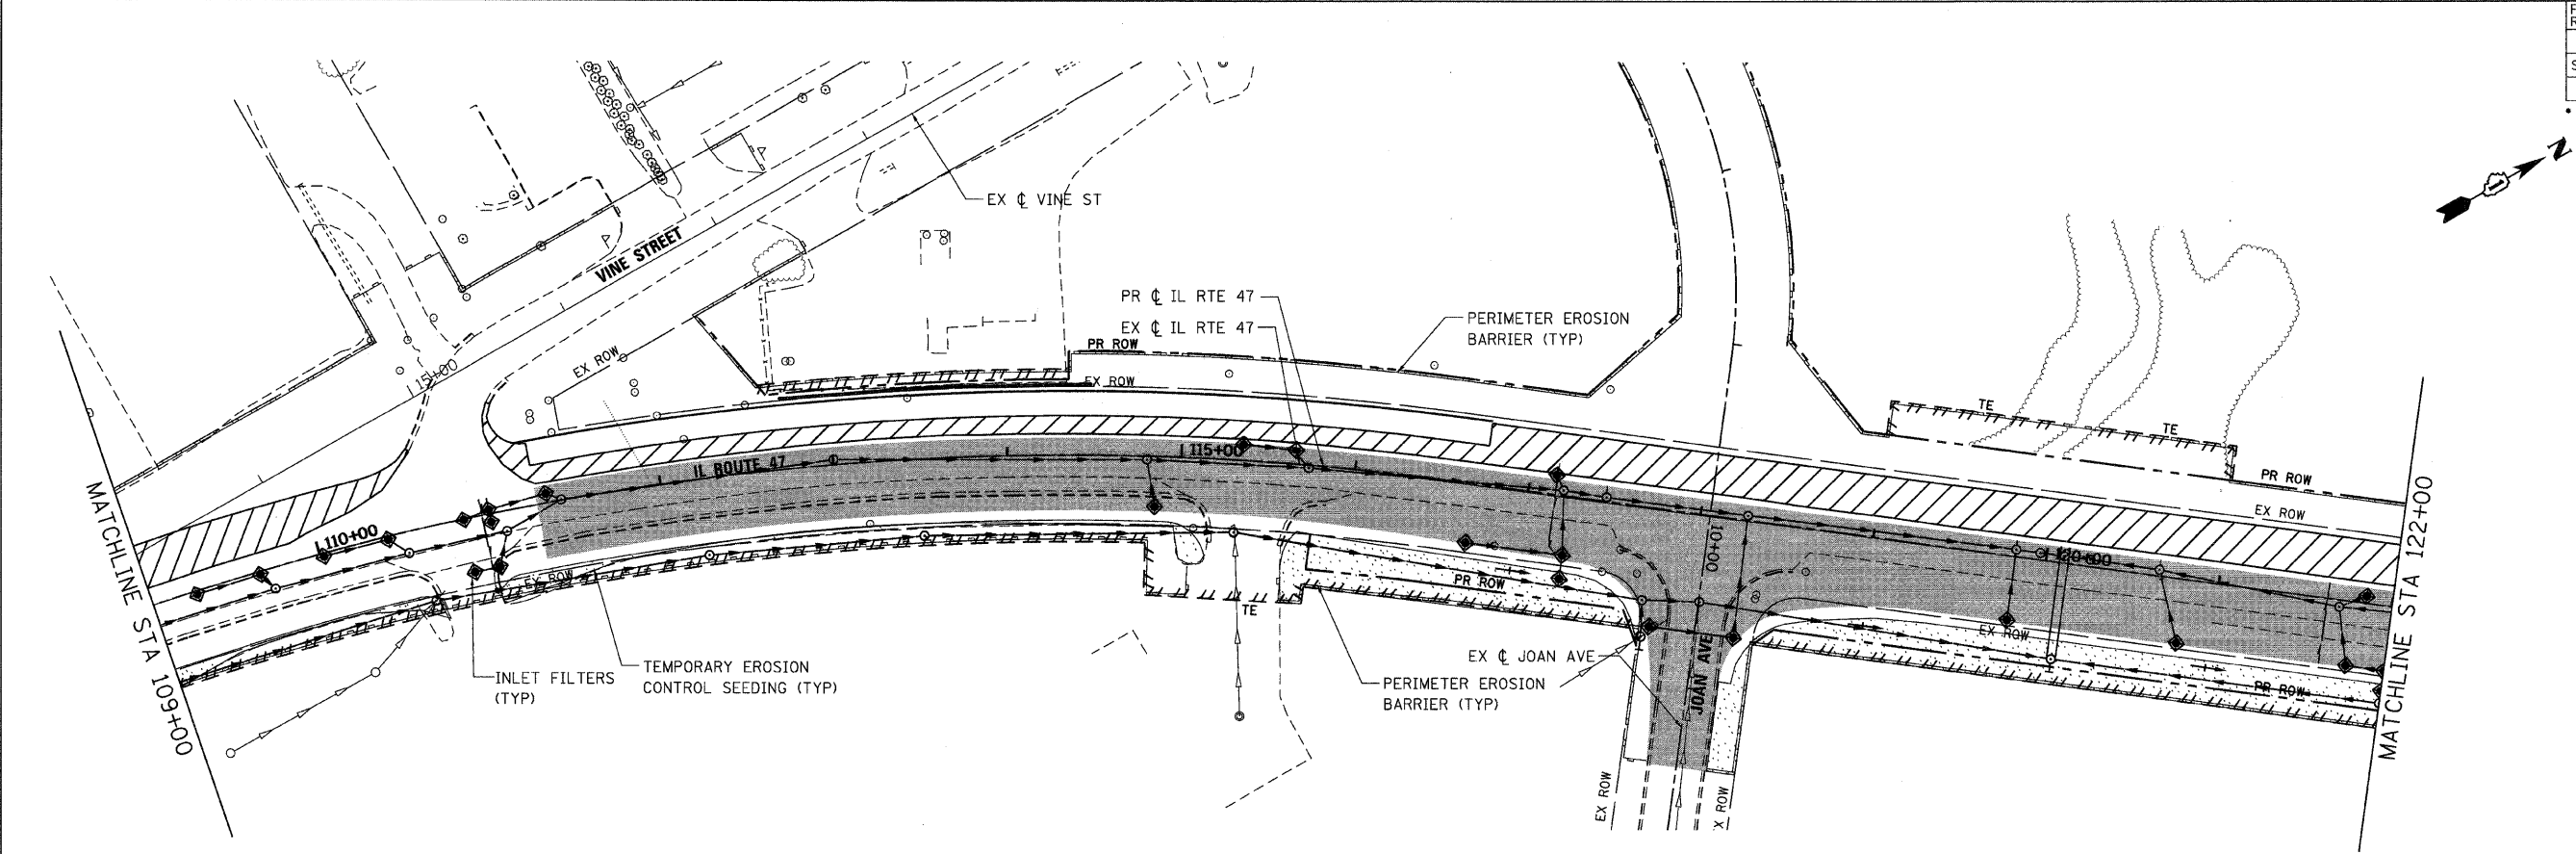 N
EX ℄ VINE ST
VINE STREET
PR ℄ IL RTE 47
EX ℄ IL RTE 47
PERIMETER EROSION
BARRIER (TYP)
PR ROW
EX ROW
EX ROW
115+00
TE
TE
IL ROUTE 47
115+00
PR ROW
EX ROW
MATCHLINE STA 109+00
110+00
EX ROW
10+00
120+00
MATCHLINE STA 122+00
PR ROW
TE
EX ROW
INLET FILTERS
(TYP)
TEMPORARY EROSION
CONTROL SEEDING (TYP)
EX ℄ JOAN AVE
JOAN AVE
PERIMETER EROSION
BARRIER (TYP)
PR ROW
EX ROW
X ROW